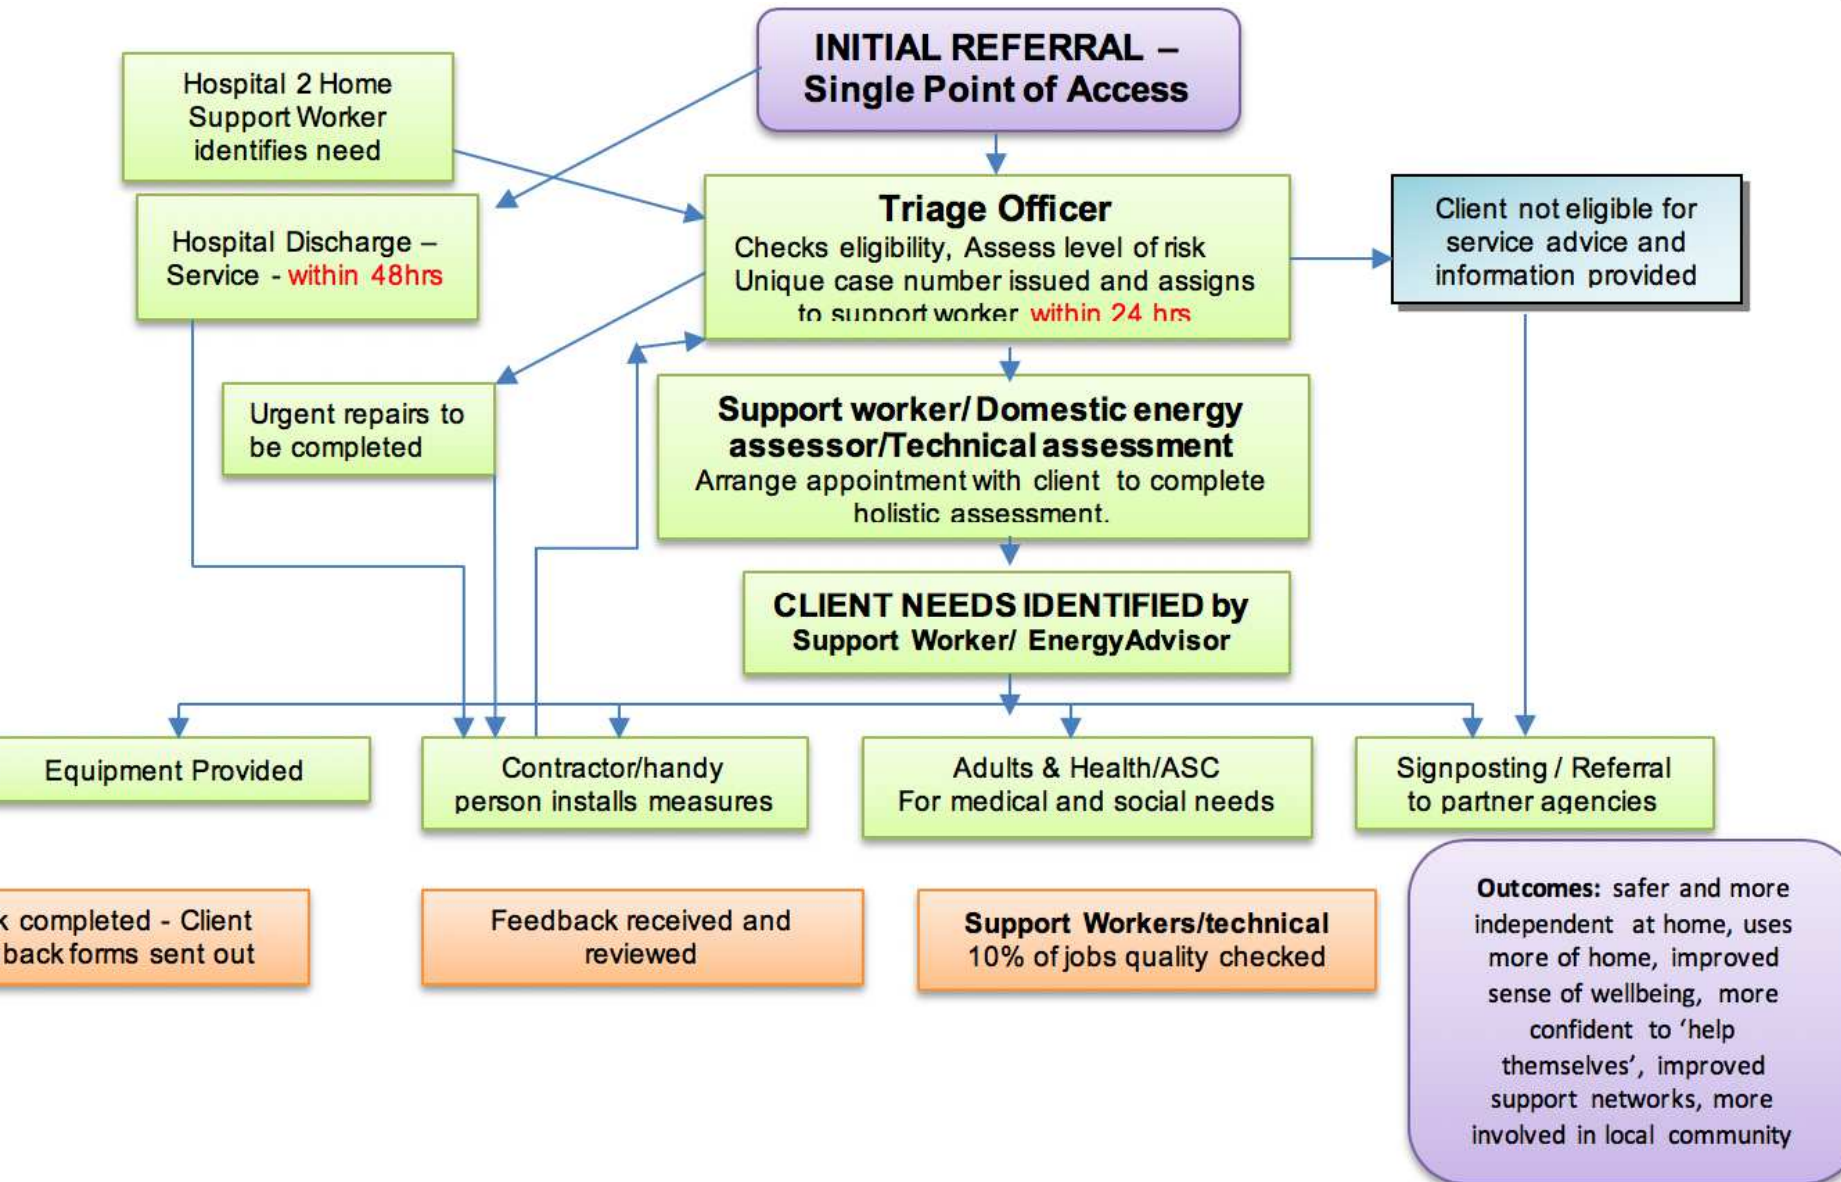 INITIAL REFERRAL –
Single Point of Access
Hospital 2 Home
Support Worker
identifies need
Hospital Discharge –
Service - within 48hrs
Triage Officer
Checks eligibility, Assess level of risk
Unique case number issued and assigns
to support worker within 24 hrs
Client not eligible for
service advice and
information provided
Urgent repairs to
be completed
Support worker/ Domestic energy
assessor/Technical assessment
Arrange appointment with client to complete
holistic assessment.
CLIENT NEEDS IDENTIFIED by
Support Worker/ Energy Advisor
Equipment Provided
Contractor/handy
person installs measures
Adults & Health/ASC
For medical and social needs
Signposting / Referral
to partner agencies
k completed - Client
back forms sent out
Feedback received and
reviewed
Support Workers/technical
10% of jobs quality checked
Outcomes: safer and more
independent at home, uses
more of home, improved
sense of wellbeing, more
confident to ‘help
themselves’, improved
support networks, more
involved in local community